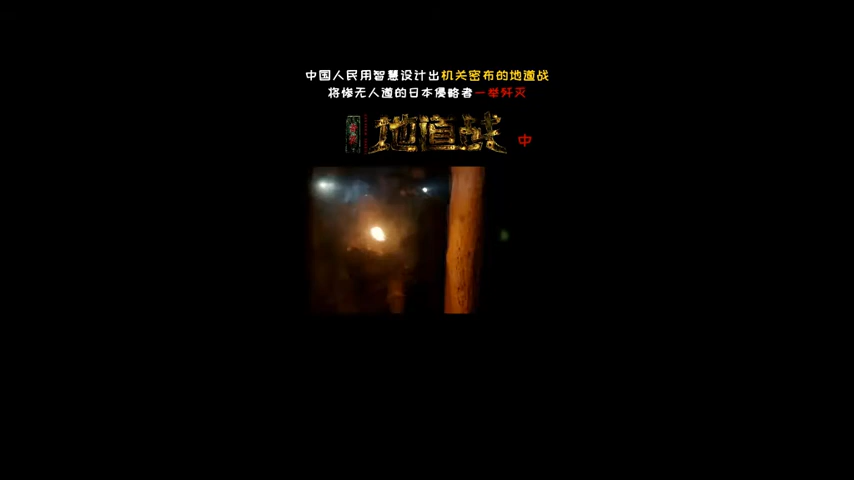 中国人民用智慧设计出机关密布的地道战
将惨无人道的日本侵略者一举歼灭
地道战 中